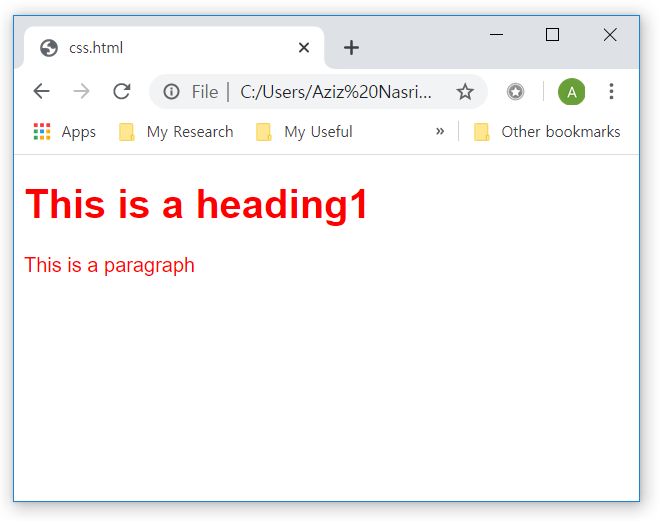 css.html
File | C:/Users/Aziz%20Nasri... A
Apps My Research My Useful » Other bookmarks
This is a heading1
This is a paragraph